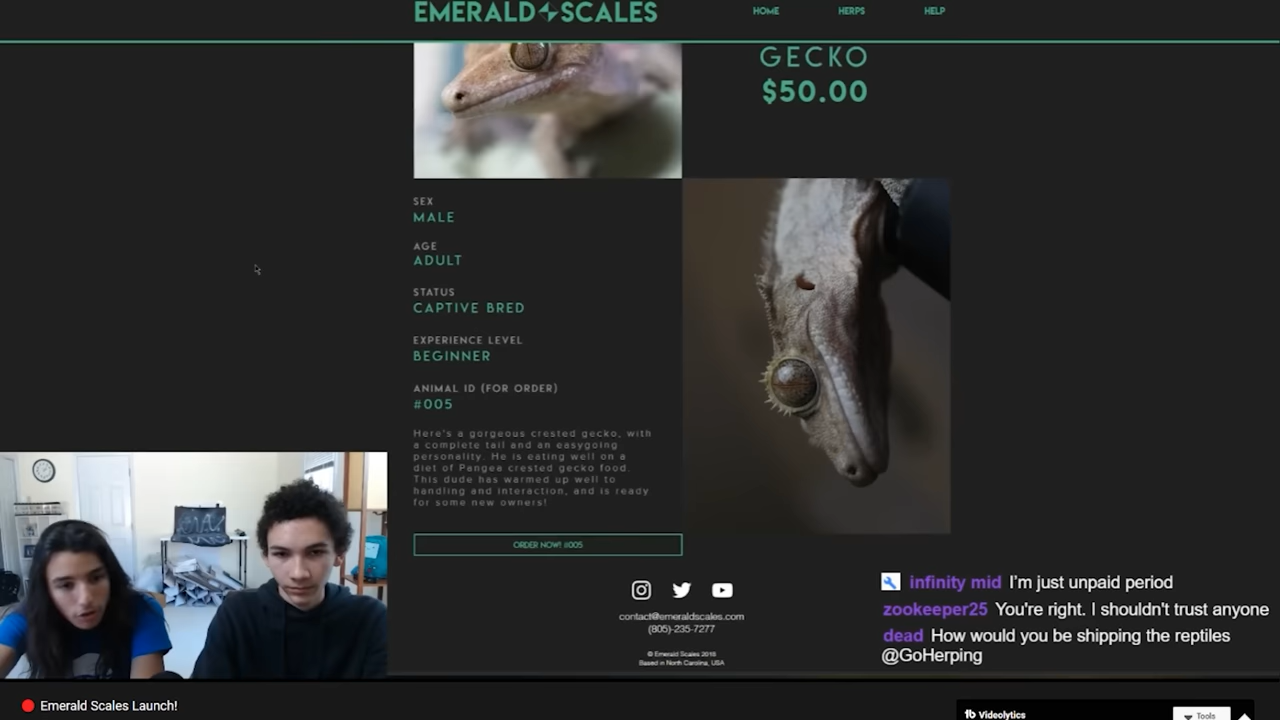 EMERALD SCALES
HOME
HERPS
HELP
GECKO
$50.00
SEX
MALE
AGE
ADULT
STATUS
CAPTIVE BRED
EXPERIENCE LEVEL
BEGINNER
ANIMAL ID (FOR ORDER)
#005
Here's a gorgeous crested gecko, with
a complete tail and an easygoing
personality. He is eating well on a
diet of Pangea crested gecko food.
This dude has warmed up well to
handling and interaction, and is ready
for some new owners!
ORDER NOW! #005
contact@emeraldscales.com
(805)-235-7277
© Emerald Scales 2018
Based in North Carolina, USA
infinity mid I'm just unpaid period
zookeeper25 You're right. I shouldn't trust anyone
dead How would you be shipping the reptiles
@GoHerping
Emerald Scales Launch!
tb Videolytics
Tools